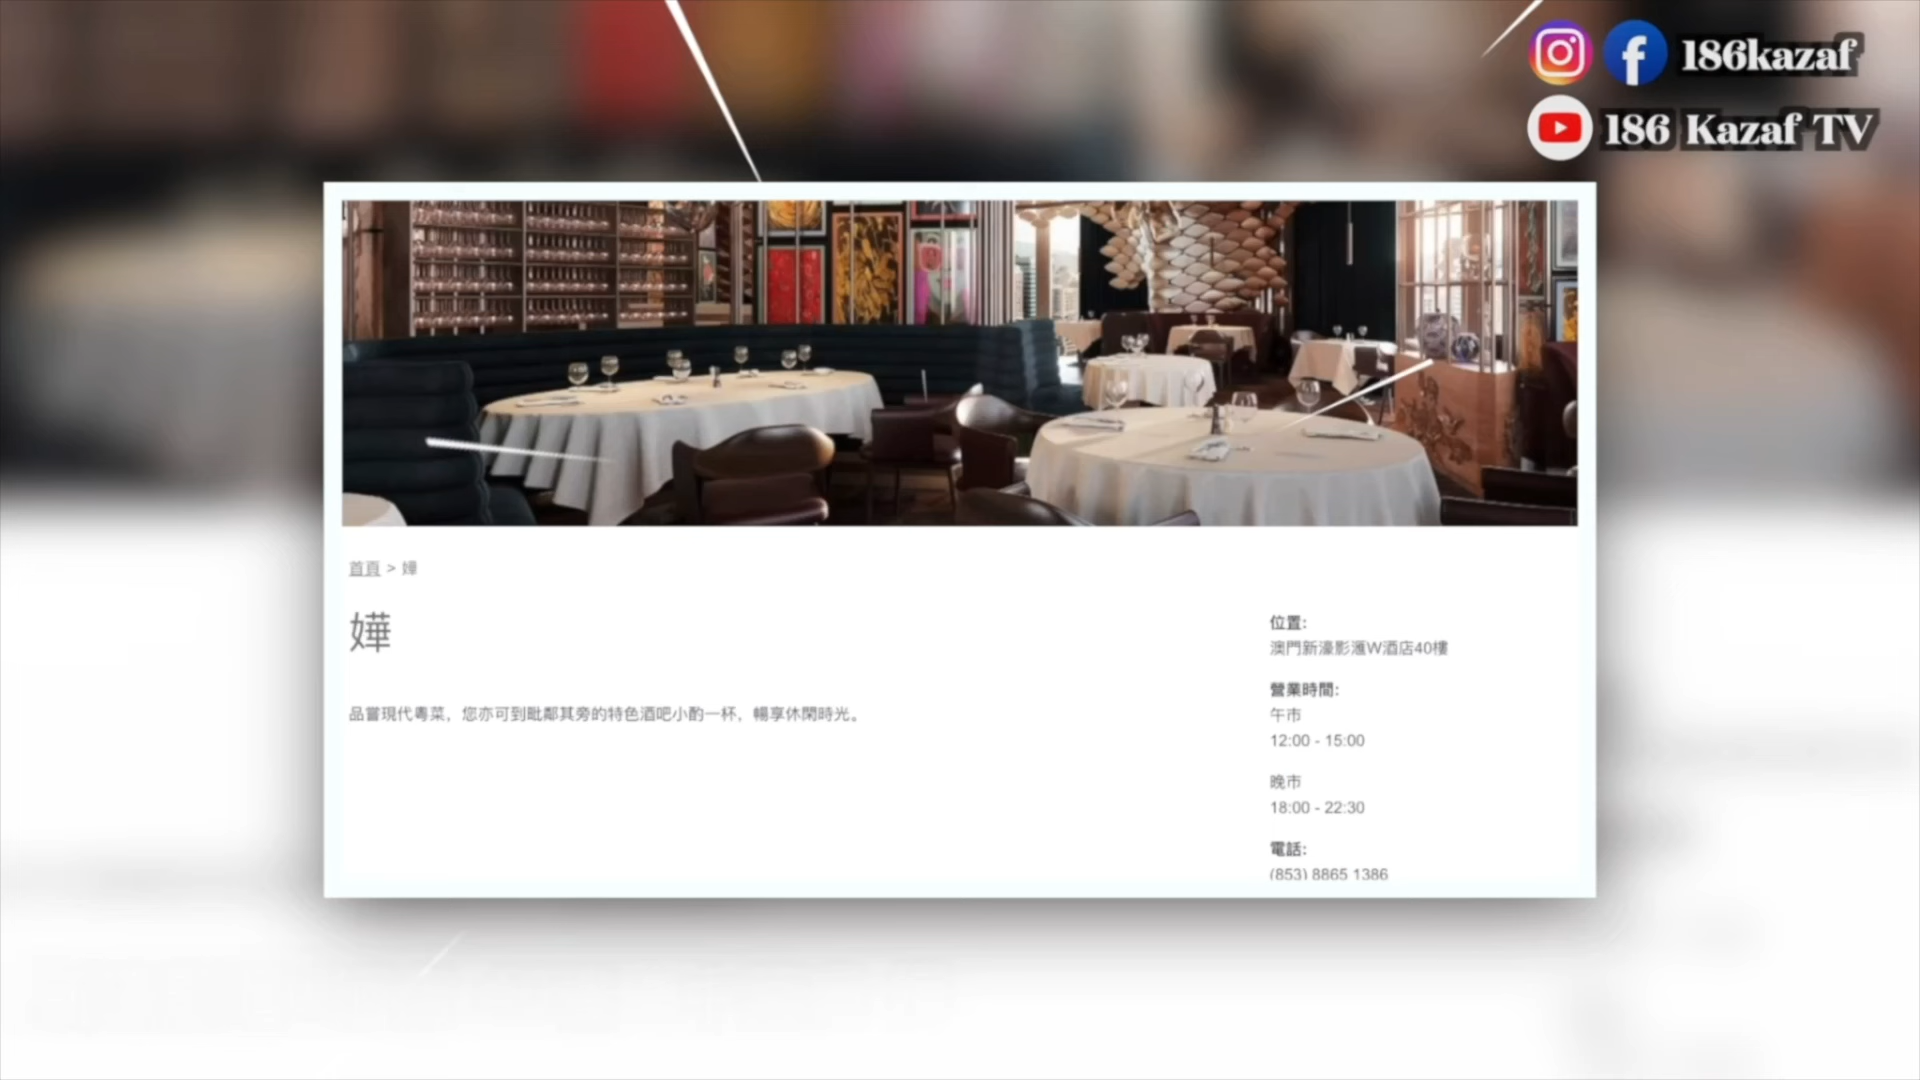 186kazaf
186 Kazaf TV
首頁 > 嬅
嬅
品嘗現代粵菜，您亦可到毗鄰其旁的特色酒吧小酌一杯，暢享休閑時光。
位置:
澳門新濠影滙W酒店40樓
營業時間:
午市
12:00 - 15:00
晚市
18:00 - 22:30
電話:
(853) 8865 1386